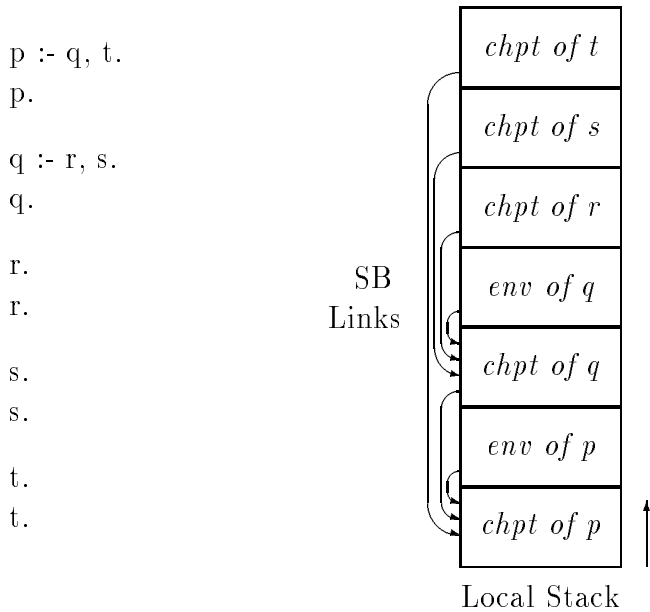 p :- q, t.
p.
q :- r, s.
q.
r.
r.
s.
s.
t.
t.
SB
Links
chpt of t
chpt of s
chpt of r
env of q
chpt of q
env of p
chpt of p
Local Stack